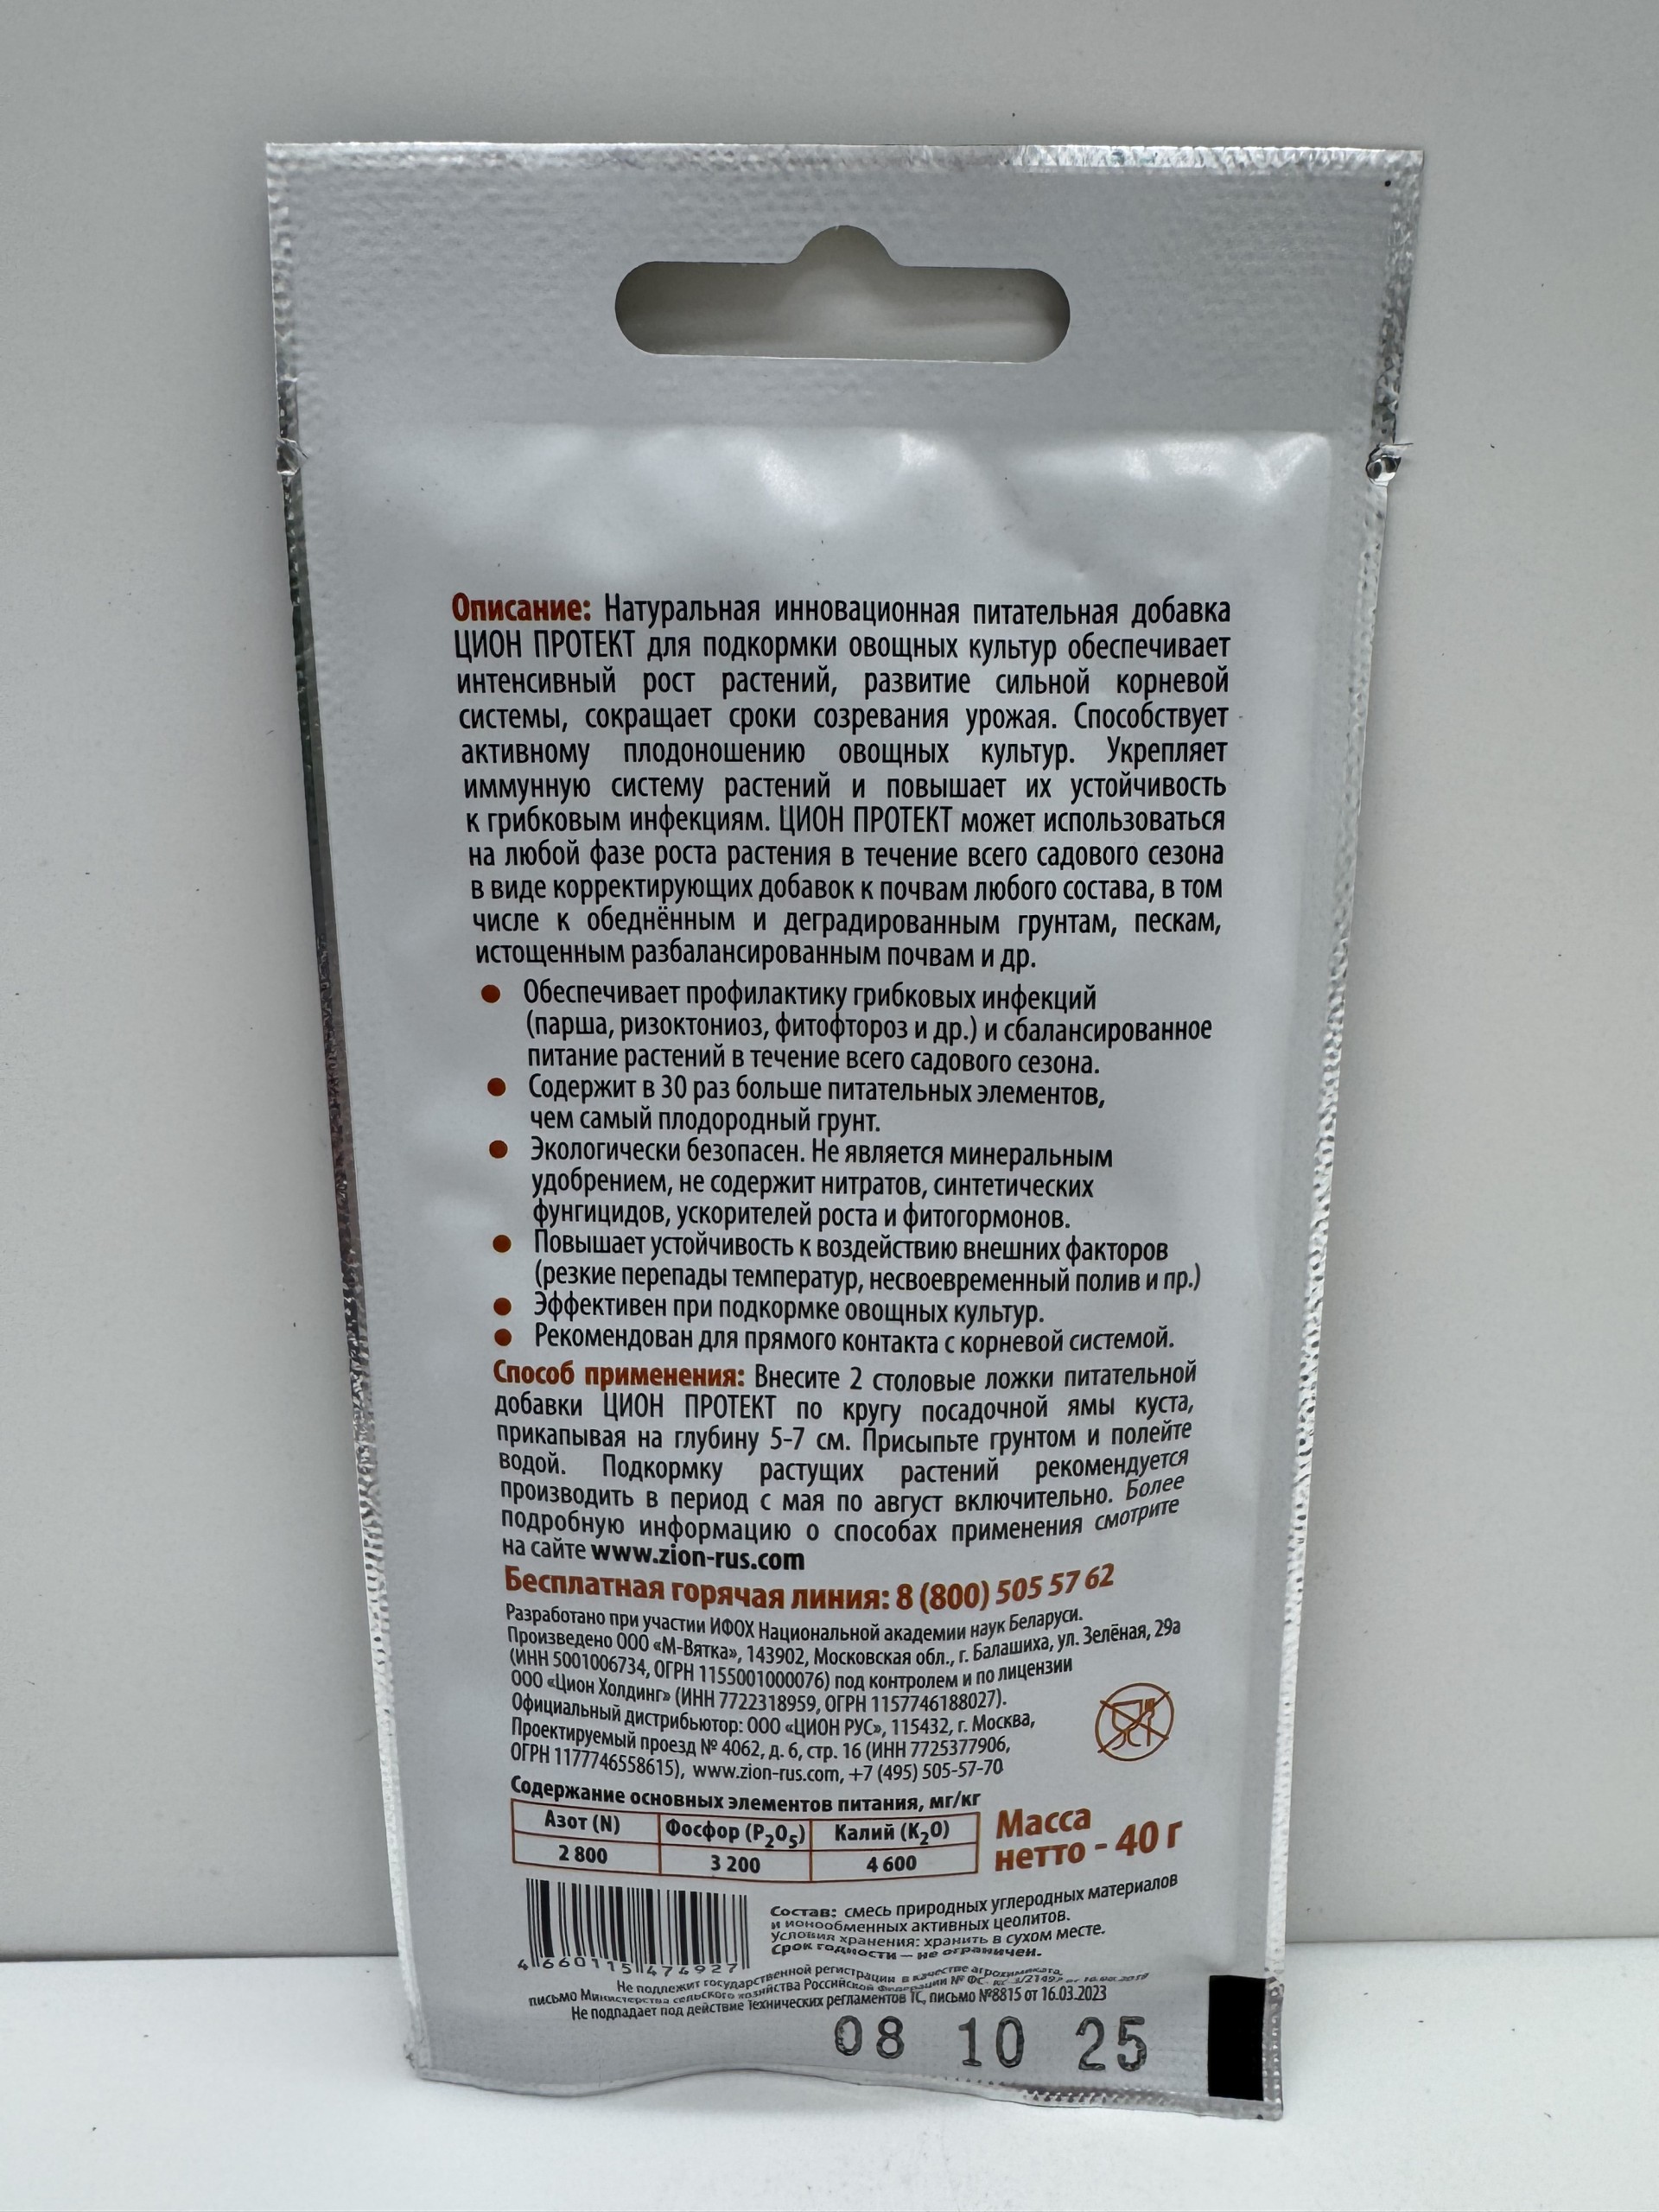 Описание: Натуральная инновационная питательная добавка
ЦИОН ПРОТЕКТ для подкормки овощных культур обеспечивает
интенсивный рост растений, развитие сильной корневой
системы, сокращает сроки созревания урожая. Способствует
активному плодоношению овощных культур. Укрепляет
иммунную систему растений и повышает их устойчивость
к грибковым инфекциям. ЦИОН ПРОТЕКТ может использоваться
на любой фазе роста растения в течение всего садового сезона
в виде корректирующих добавок к почвам любого состава, в том
числе к обеднённым и деградированным грунтам, пескам,
истощенным разбалансированным почвам и др.
● Обеспечивает профилактику грибковых инфекций
(парша, ризоктониоз, фитофтороз и др.) и сбалансированное
питание растений в течение всего садового сезона.
● Содержит в 30 раз больше питательных элементов,
чем самый плодородный грунт.
● Экологически безопасен. Не является минеральным
удобрением, не содержит нитратов, синтетических
фунгицидов, ускорителей роста и фитогормонов.
● Повышает устойчивость к воздействию внешних факторов
(резкие перепады температур, несвоевременный полив и пр.)
● Эффективен при подкормке овощных культур.
● Рекомендован для прямого контакта с корневой системой.
Способ применения: Внесите 2 столовые ложки питательной
добавки ЦИОН ПРОТЕКТ по кругу посадочной ямы куста,
прикапывая на глубину 5-7 см. Присыпьте грунтом и полейте
водой. Подкормку растущих растений рекомендуется
производить в период с мая по август включительно. Более
подробную информацию о способах применения смотрите
на сайте www.zion-rus.com
Бесплатная горячая линия: 8 (800) 505 57 62
Разработано при участии ИФОХ Национальной академии наук Беларуси.
Произведено ООО «М-Вятка», 143902, Московская обл., г. Балашиха, ул. Зелёная, 29а
(ИНН 5001006734, ОГРН 1155001000076) под контролем и по лицензии
ООО «Цион Холдинг» (ИНН 7722318959, ОГРН 1157746188027).
Официальный дистрибьютор: ООО «ЦИОН РУС», 115432, г. Москва,
Проектируемый проезд № 4062, д. 6, стр. 16 (ИНН 7725377906,
ОГРН 1177746558615), www.zion-rus.com, +7 (495) 505-57-70
Содержание основных элементов питания, мг/кг
Азот (N) Фосфор (P2O5) Калий (K2O)
2 800 3 200 4 600
Масса
нетто - 40 г
Состав: смесь природных углеродных материалов
и ионообменных активных цеолитов.
Условия хранения: хранить в сухом месте.
Срок годности — не ограничен.
4 660115 474927
Не подлежит государственной регистрации в качестве агрохимиката,
письмо Министерства сельского хозяйства Российской Федерации №
Не подпадает под действие Технических регламентов ТС, письмо №8815 от 16.03.2023
08 10 25